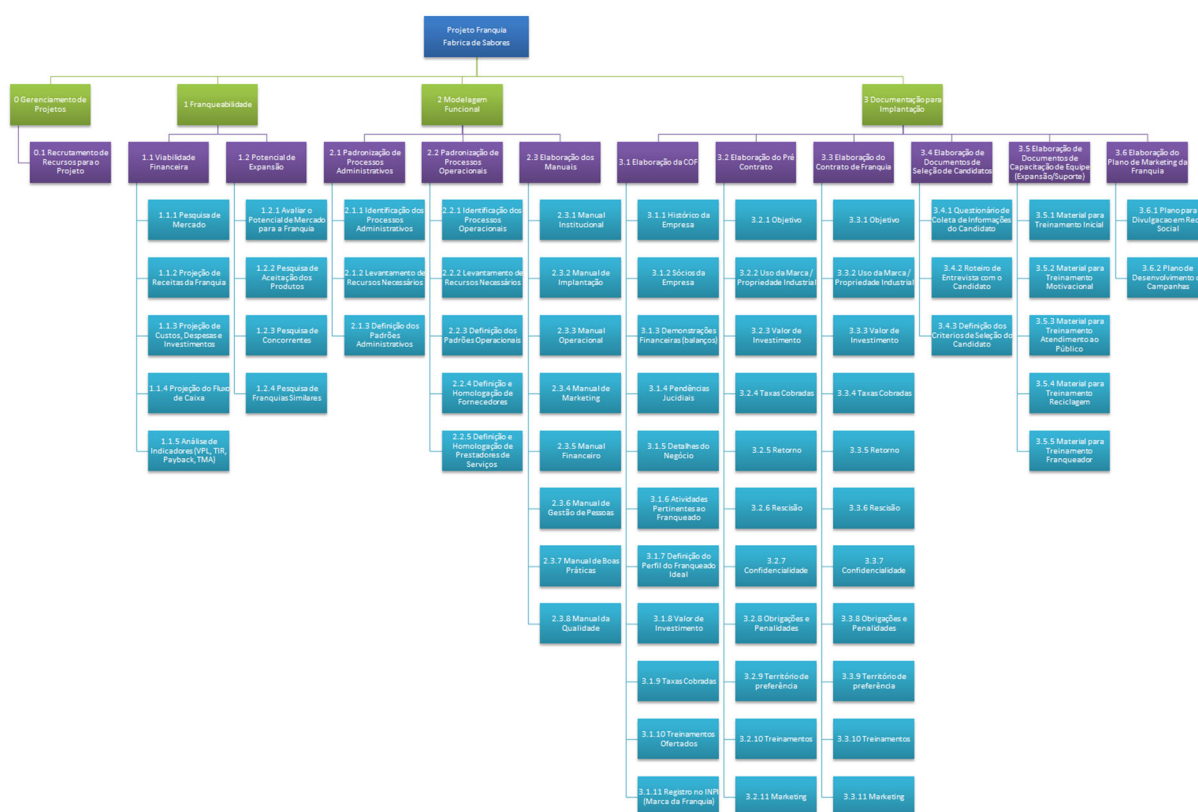 Projeto Franquia
Fabrica de Sabores
0 Gerenciamento de
Projetos
1 Franqueabilidade
2 Modelagem
Funcional
3 Documentação para
Implantação
0.1 Recrutamento de
Recursos para o
Projeto
1.1 Viabilidade
Financeira
1.2 Potencial de
Expansão
2.1 Padronização de
Processos
Administrativos
2.2 Padronização de
Processos
Operacionais
2.3 Elaboração dos
Manuais
3.1 Elaboração da COF
3.2 Elaboração do Pré
Contrato
3.3 Elaboração do
Contrato de Franquia
3.4 Elaboração de
Documentos de
Seleção de Candidatos
3.5 Elaboração de
Documentos de
Capacitação de Equipe
(Expansão/Suporte)
3.6 Elaboração do
Plano de Marketing da
Franquia
1.1.1 Pesquisa de
Mercado
1.1.2 Projeção de
Receitas da Franquia
1.1.3 Projeção de
Custos, Despesas e
Investimentos
1.1.4 Projeção do Fluxo
de Caixa
1.1.5 Análise de
Indicadores (VPL, TIR,
Payback, TMA)
1.2.1 Avaliar o
Potencial de Mercado
para a Franquia
1.2.2 Pesquisa de
Aceitação dos
Produtos
1.2.3 Pesquisa de
Concorrentes
1.2.4 Pesquisa de
Franquias Similares
2.1.1 Identificação dos
Processos
Administrativos
2.1.2 Levantamento de
Recursos Necessários
2.1.3 Definição dos
Padrões
Administrativos
2.2.1 Identificação dos
Processos
Operacionais
2.2.2 Levantamento de
Recursos Necessários
2.2.3 Definição dos
Padrões Operacionais
2.2.4 Definição e
Homologação de
Fornecedores
2.2.5 Definição e
Homologação de
Prestadores de
Serviços
2.3.1 Manual
Institucional
2.3.2 Manual de
Implantação
2.3.3 Manual
Operacional
2.3.4 Manual de
Marketing
2.3.5 Manual
Financeiro
2.3.6 Manual de
Gestão de Pessoas
2.3.7 Manual de Boas
Práticas
2.3.8 Manual da
Qualidade
3.1.1 Histórico da
Empresa
3.1.2 Sócios da
Empresa
3.1.3 Demonstrações
Financeiras (balanços)
3.1.4 Pendências
Jucidiais
3.1.5 Detalhes do
Negócio
3.1.6 Atividades
Pertinentes ao
Franqueado
3.1.7 Definição do
Perfil do Franqueado
Ideal
3.1.8 Valor de
Investimento
3.1.9 Taxas Cobradas
3.1.10 Treinamentos
Ofertados
3.1.11 Registro no INPI
(Marca da Franquia)
3.2.1 Objetivo
3.2.2 Uso da Marca /
Propriedade Industrial
3.2.3 Valor de
Investimento
3.2.4 Taxas Cobradas
3.2.5 Retorno
3.2.6 Rescisão
3.2.7
Confidencialidade
3.2.8 Obrigações e
Penalidades
3.2.9 Território de
preferência
3.2.10 Treinamentos
3.2.11 Marketing
3.3.1 Objetivo
3.3.2 Uso da Marca /
Propriedade Industrial
3.3.3 Valor de
Investimento
3.3.4 Taxas Cobradas
3.3.5 Retorno
3.3.6 Rescisão
3.3.7
Confidencialidade
3.3.8 Obrigações e
Penalidades
3.3.9 Território de
preferência
3.3.10 Treinamentos
3.3.11 Marketing
3.4.1 Questionário de
Coleta de Informações
do Candidato
3.4.2 Roteiro de
Entrevista com o
Candidato
3.4.3 Definição dos
Criterios de Seleção do
Candidato
3.5.1 Material para
Treinamento Inicial
3.5.2 Material para
Treinamento
Motivacional
3.5.3 Material para
Treinamento
Atendimento ao
Público
3.5.4 Material para
Treinamento
Reciclagem
3.5.5 Material para
Treinamento
Franqueador
3.6.1 Plano para
Divulgacao em
Social
3.6.2 Plano de
Desenvolvimento
Campanhas